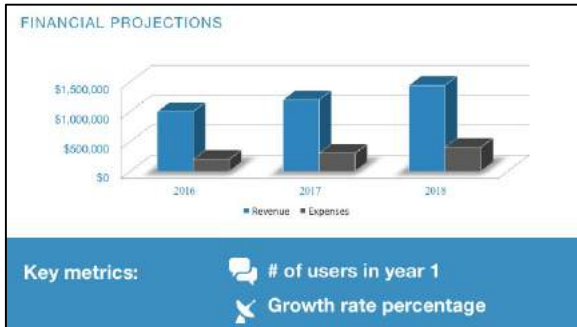 FINANCIAL PROJECTIONS
$1,500,000
$1,000,000
$500,000
$0
2016 2017 2018
Revenue Expenses
Key metrics:
# of users in year 1
Growth rate percentage